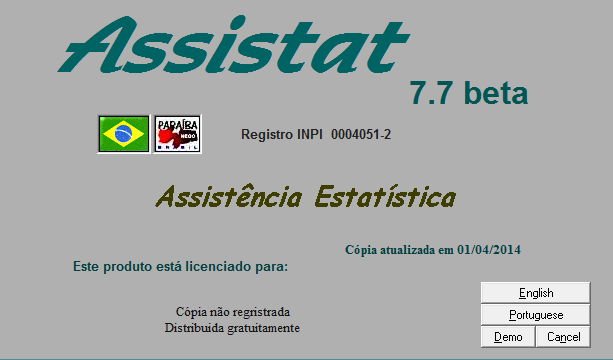 Assistat
7.7 beta
PARAÍBA
NEGO
BRASIL
Registro INPI 0004051-2
Assistência Estatística
Cópia atualizada em 01/04/2014
Este produto está licenciado para:
Cópia não regristrada
Distribuida gratuitamente
English
Portuguese
Demo Cancel